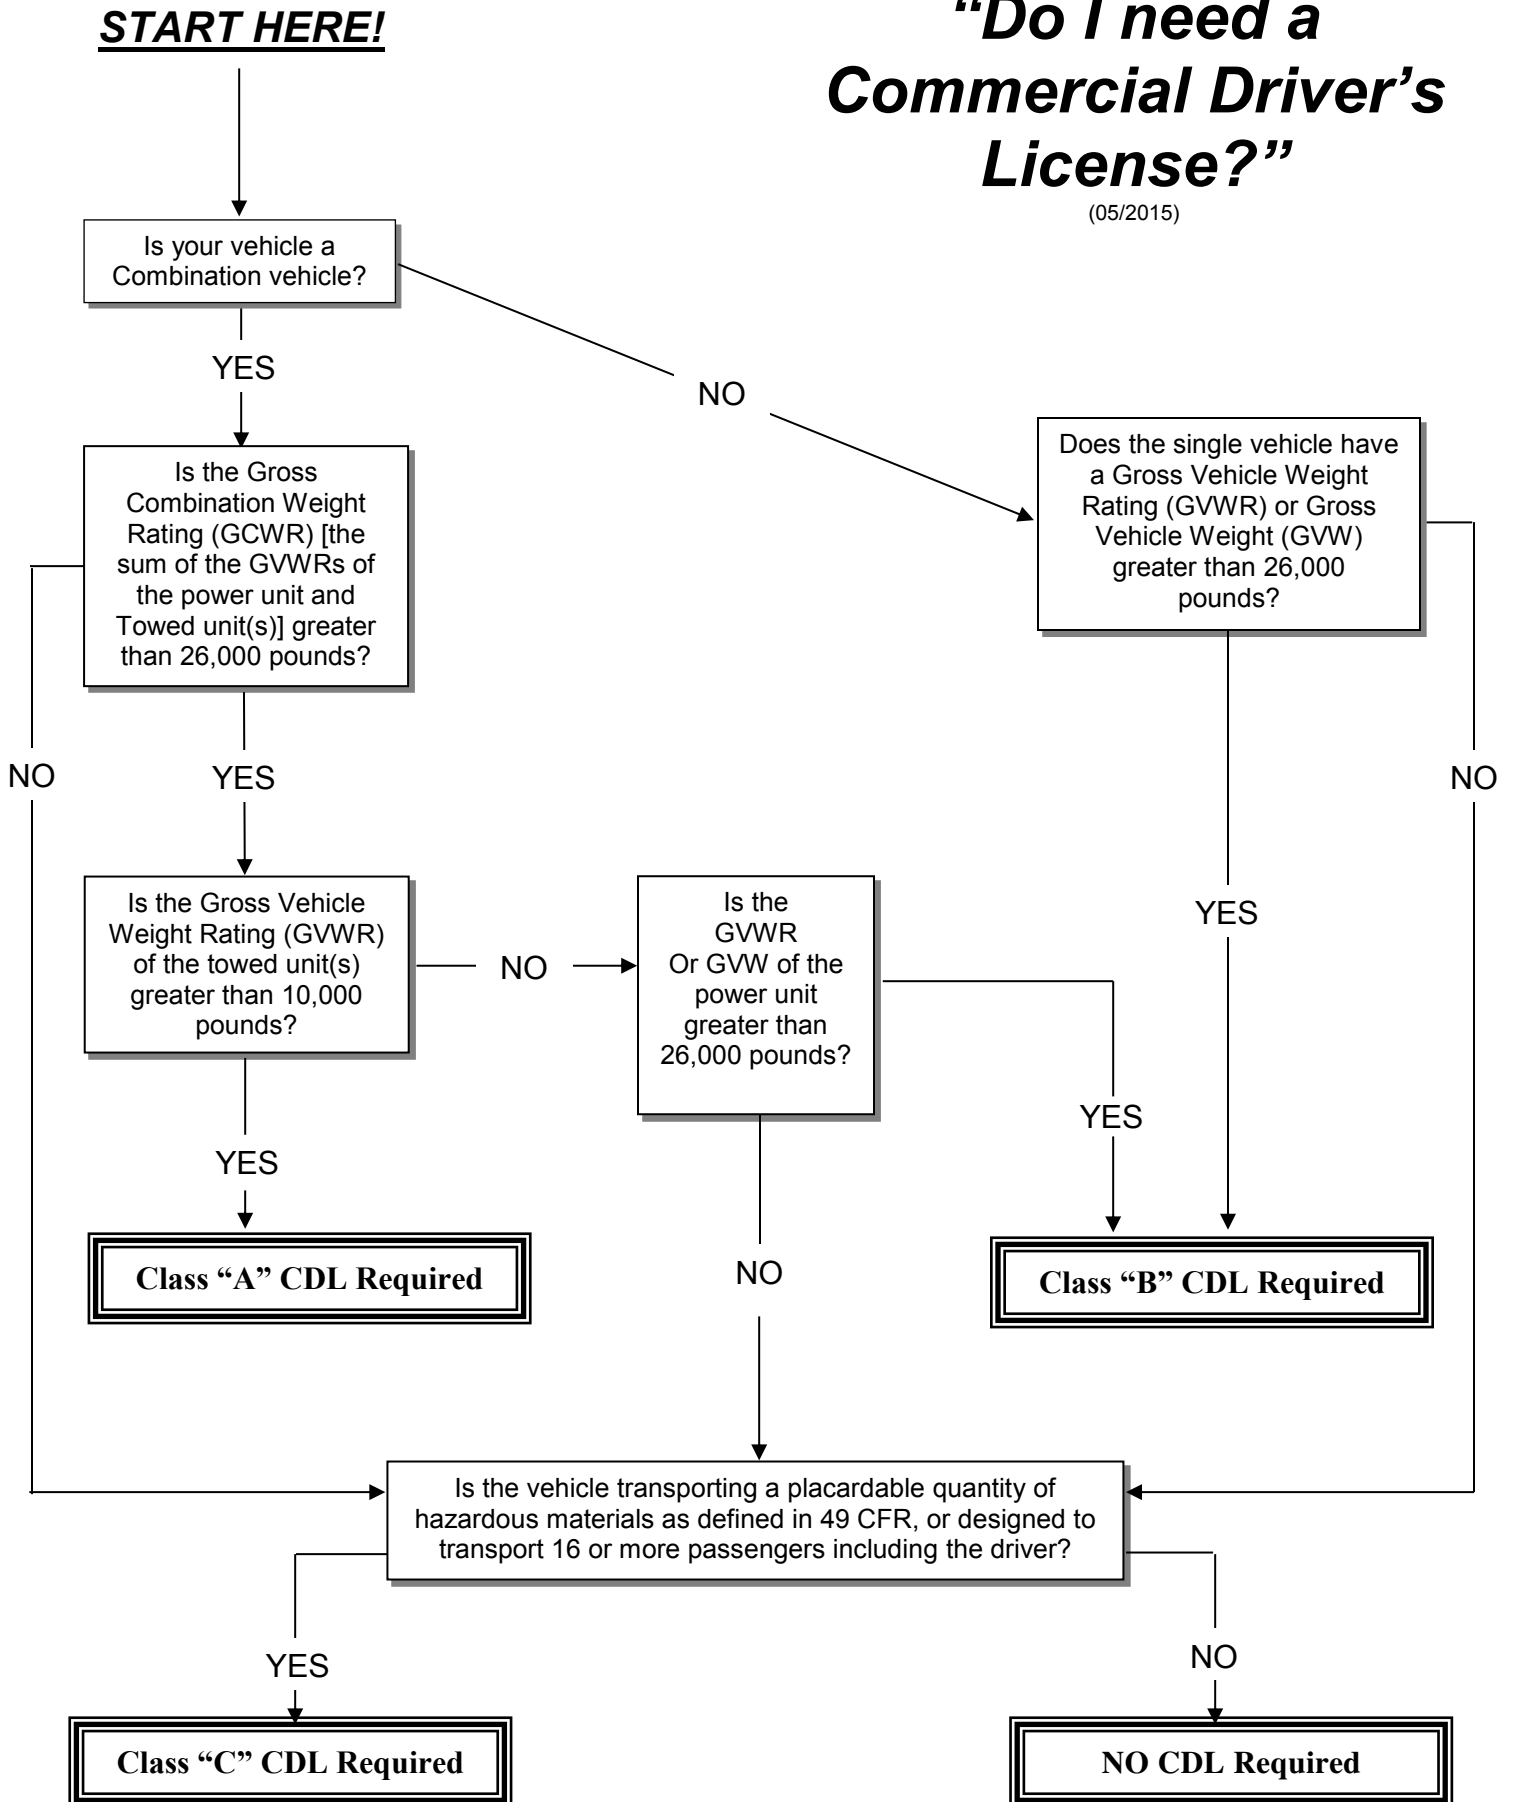 START HERE!
“Do I need a
Commercial Driver’s
License?”
(05/2015)
Is your vehicle a
Combination vehicle?
YES
NO
Is the Gross
Combination Weight
Rating (GCWR) [the
sum of the GVWRs of
the power unit and
Towed unit(s)] greater
than 26,000 pounds?
Does the single vehicle have
a Gross Vehicle Weight
Rating (GVWR) or Gross
Vehicle Weight (GVW)
greater than 26,000
pounds?
NO
YES
NO
Is the Gross Vehicle
Weight Rating (GVWR)
of the towed unit(s)
greater than 10,000
pounds?
NO
Is the
GVWR
Or GVW of the
power unit
greater than
26,000 pounds?
YES
YES
YES
Class “A” CDL Required
NO
Class “B” CDL Required
Is the vehicle transporting a placardable quantity of
hazardous materials as defined in 49 CFR, or designed to
transport 16 or more passengers including the driver?
YES
NO
Class “C” CDL Required
NO CDL Required